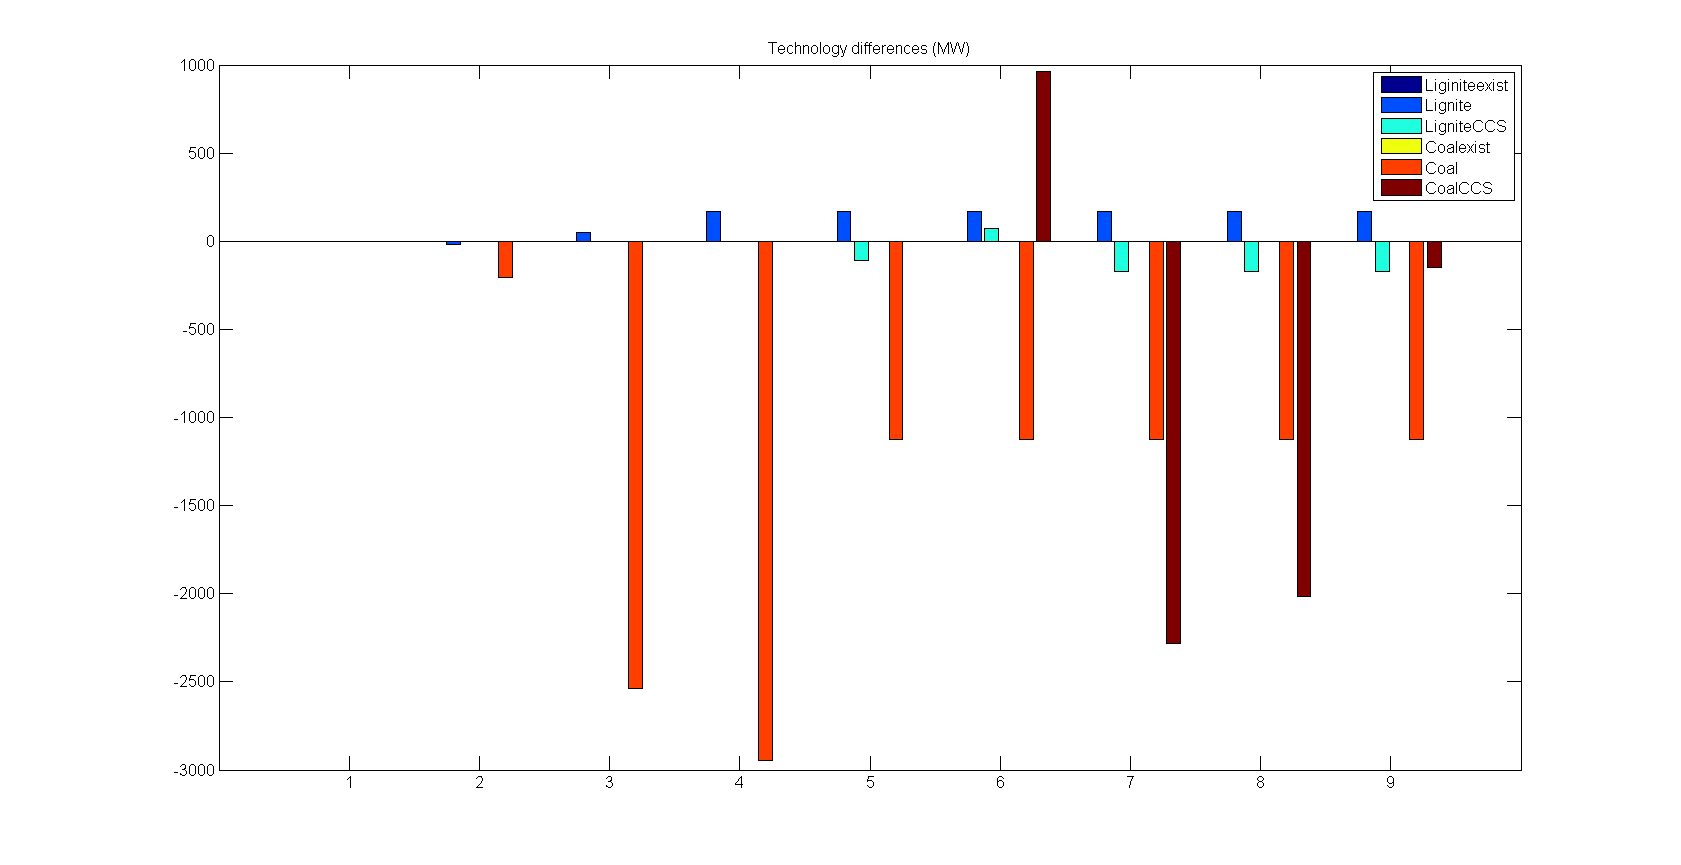 Technology differences (MW)
1000
500
0
-500
-1000
-1500
-2000
-2500
-3000
1 2 3 4 5 6 7 8 9
Liginiteexist
Lignite
LigniteCCS
Coalexist
Coal
CoalCCS